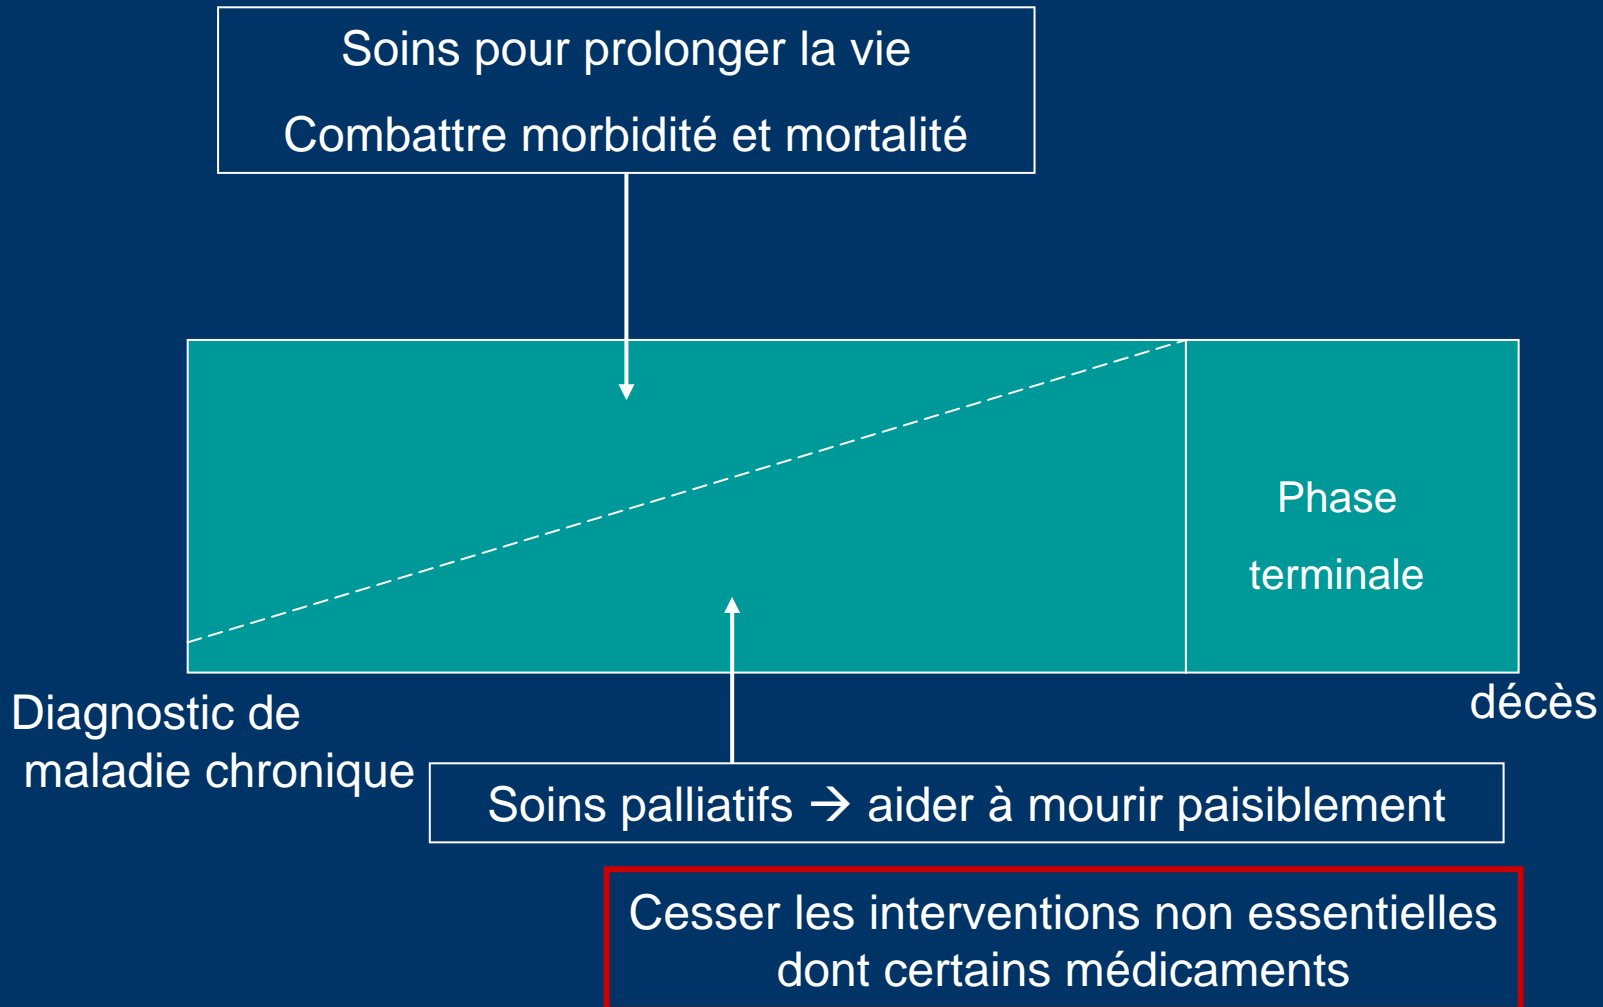 Soins pour prolonger la vie
Combattre morbidité et mortalité
Phase
terminale
Diagnostic de
maladie chronique
décès
Soins palliatifs → aider à mourir paisiblement
Cesser les interventions non essentielles
dont certains médicaments